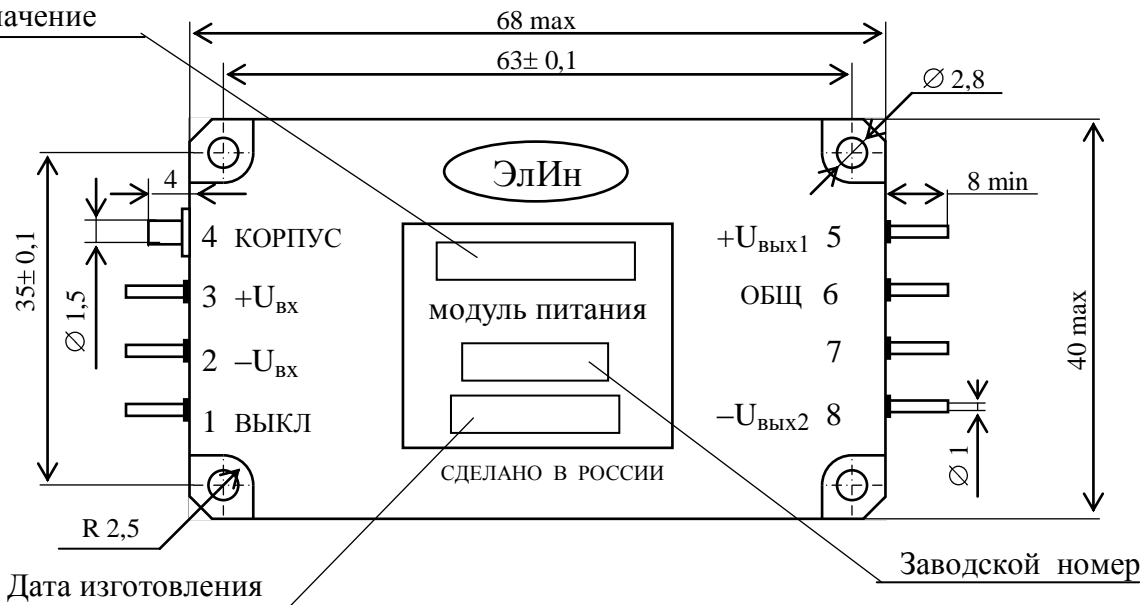 68 max
63± 0,1
∅ 2,8
ЭлИн
4
8 min
4 КОРПУС
+Uвых1 5
35± 0,1
∅ 1,5
3 +Uвх
ОБЩ 6
модуль питания
40 max
2 –Uвх
7
1 ВЫКЛ
–Uвых2 8
∅ 1
СДЕЛАНО В РОССИИ
R 2,5
Заводской номер
Дата изготовления